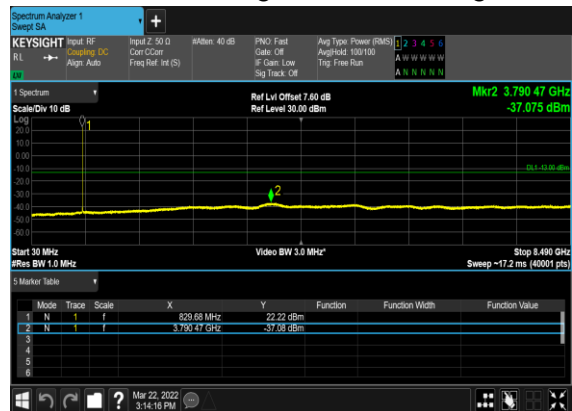 Spectrum Analyzer 1
Swept SA
+
KEYSIGHT Input: RF Input Z: 50 Ω #Atten: 40 dB PNO: Fast Avg Type: Power (RMS) 1 2 3 4 5 6
RL Coupling: DC Corr CCorr Gate: Off Avg|Hold: 100/100 A W W W W W
Align: Auto Freq Ref: Int (S) IF Gain: Low Trig: Free Run
Sig Track: Off A N N N N N
1 Spectrum Ref Lvl Offset 7.60 dB Mkr2 3.790 47 GHz
Scale/Div 10 dB Ref Level 30.00 dBm -37.075 dBm
Log
20.0
10.0
0.00
-10.0
-20.0
-30.0
-40.0
-50.0
-60.0
1
DL1 -13.00 dBm
2
Start 30 MHz Video BW 3.0 MHz* Stop 8.490 GHz
#Res BW 1.0 MHz Sweep ~17.2 ms (40001 pts)
5 Marker Table
Mode Trace Scale X Y Function Function Width Function Value
1 N 1 f 829.68 MHz 22.22 dBm
2 N 1 f 3.790 47 GHz -37.08 dBm
3
4
5
6
? Mar 22, 2022
3:14:16 PM